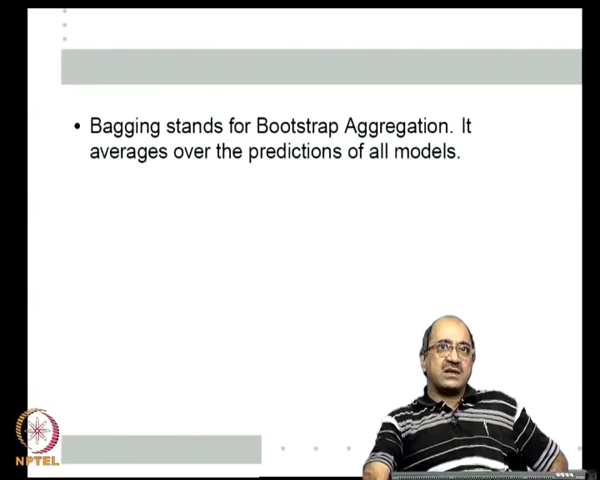 • Bagging stands for Bootstrap Aggregation. It
averages over the predictions of all models.
NPTEL